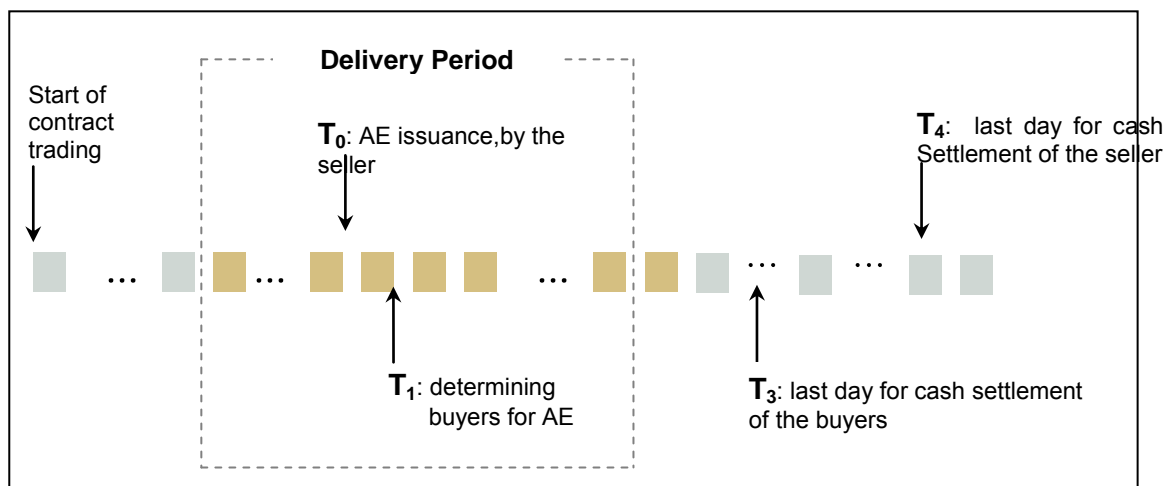 Delivery Period
Start of
contract
trading
T₀: AE issuance,by the
seller
T₄: last day for cash
Settlement of the seller
...
...
...
...
...
T₁: determining
buyers for AE
T₃: last day for cash settlement
of the buyers